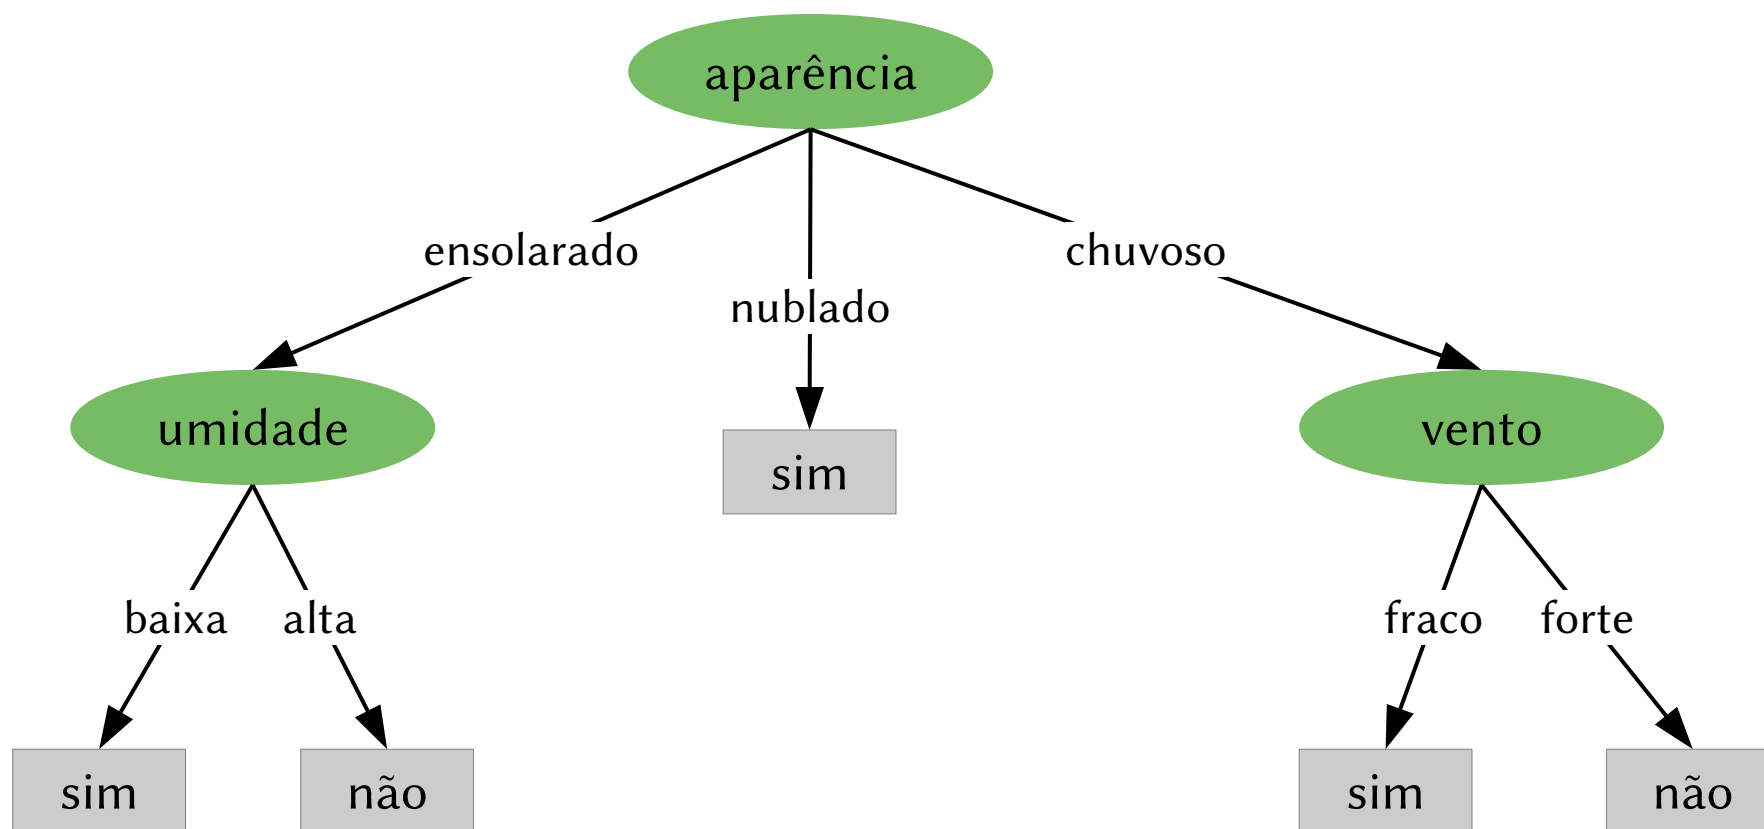 aparência
ensolarado
chuvoso
nublado
umidade
vento
sim
baixa
alta
fraco
forte
sim
não
sim
não